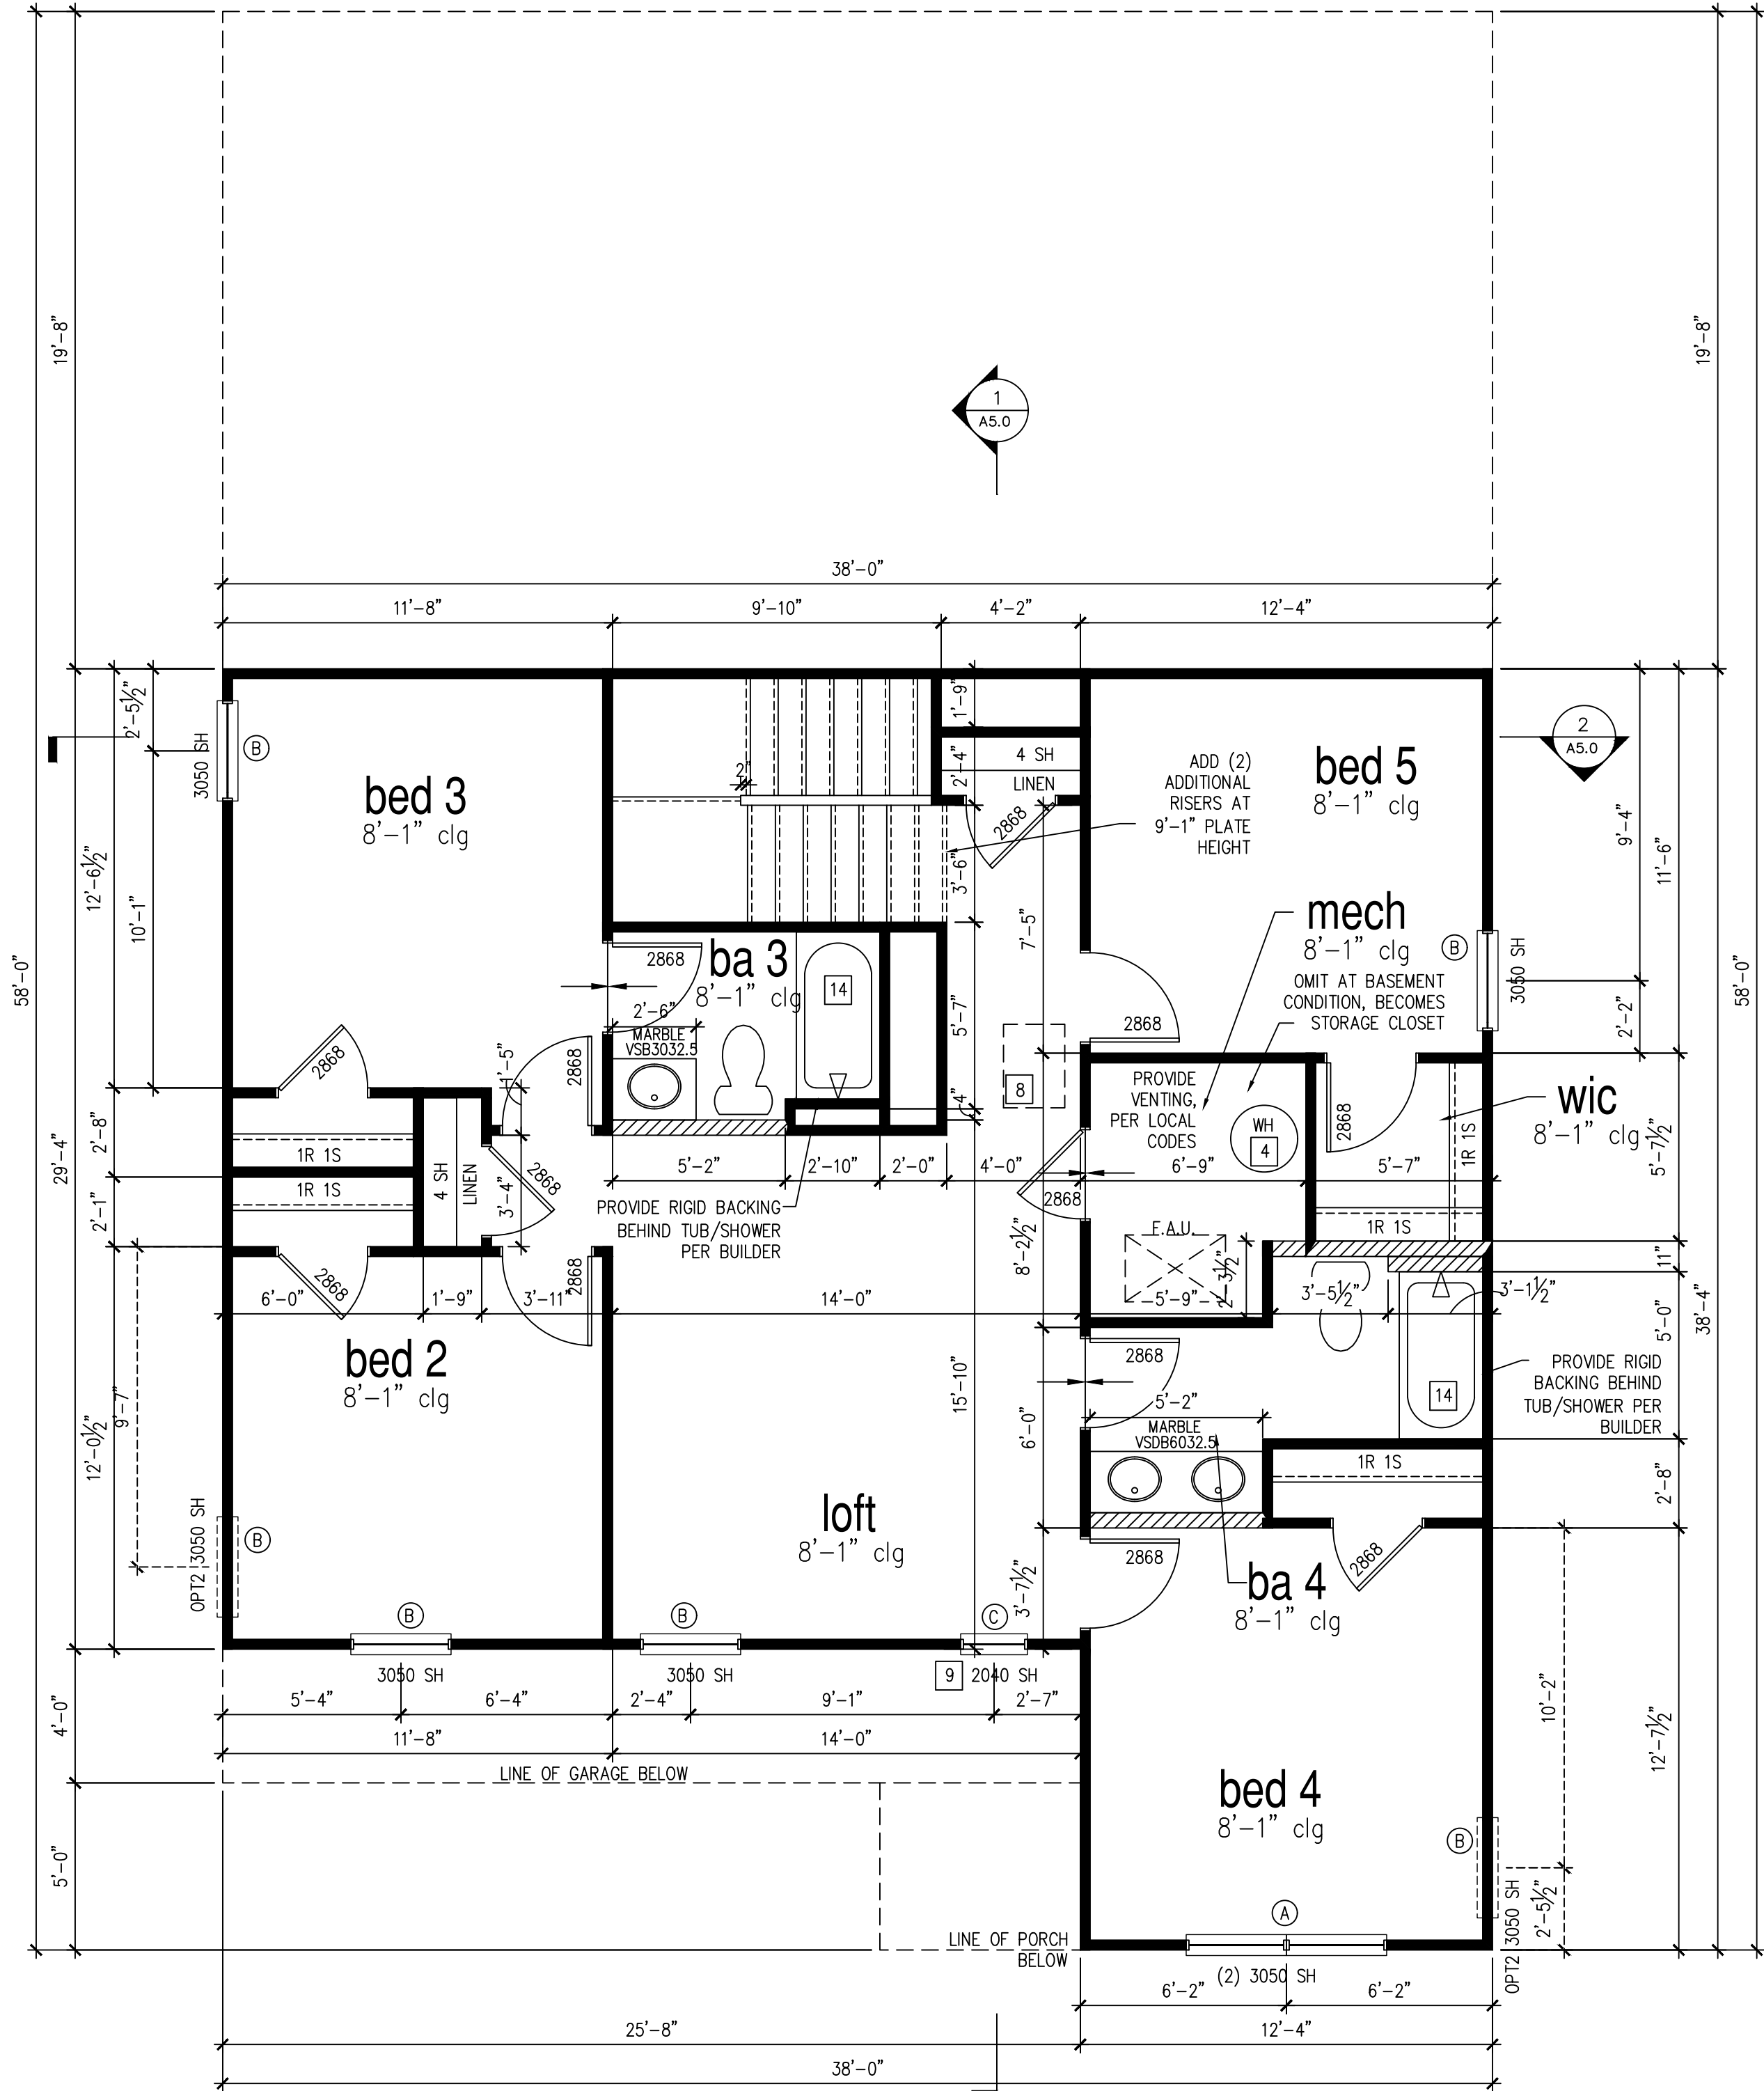 19'-8"
19'-8"
1
A5.0
38'-0"
11'-8"
9'-10"
4'-2"
12'-4"
2'-5½"
3050 SH
B
bed 3
8'-1" clg
2"
1'-9"
2'-4"
4 SH
LINEN
2868
ADD (2)
ADDITIONAL
RISERS AT
9'-1" PLATE
HEIGHT
bed 5
8'-1" clg
2
A5.0
9'-4"
11'-6"
12'-6½"
10'-1"
3'-6"
7'-5"
mech
8'-1" clg
OMIT AT BASEMENT
CONDITION, BECOMES
STORAGE CLOSET
B
3050 SH
2'-2"
58'-0"
58'-0"
2868
ba 3
8'-1" clg
14
2'-6"
MARBLE
VSB3032.5
5'-7"
4"
8
2868
2868
1'-5"
2868
PROVIDE
VENTING,
PER LOCAL
CODES
WH
4
2868
wic
8'-1" clg
1R 1S
1R 1S
5'-7½"
29'-4"
2'-8"
2'-1"
1R 1S
1R 1S
4 SH
LINEN
3'-4"
2868
5'-2"
2'-10"
2'-0"
4'-0"
6'-9"
5'-7"
2868
PROVIDE RIGID BACKING
BEHIND TUB/SHOWER
PER BUILDER
8'-2½"
F.A.U.
2'-3½"
11"
2868
2868
6'-0"
1'-9"
3'-11"
14'-0"
5'-9"
3'-5½"
3'-1½"
5'-0"
38'-4"
bed 2
8'-1" clg
9'-7"
12'-0½"
15'-10"
6'-0"
2868
5'-2"
MARBLE
VSDB6032.5
14
PROVIDE RIGID
BACKING BEHIND
TUB/SHOWER PER
BUILDER
1R 1S
2'-8"
loft
8'-1" clg
OPT2 3050 SH
B
2868
2868
3'-7½"
ba 4
8'-1" clg
B
B
C
3050 SH
3050 SH
9
2040 SH
5'-4"
6'-4"
2'-4"
9'-1"
2'-7"
11'-8"
14'-0"
4'-0"
LINE OF GARAGE BELOW
10'-2"
12'-7½"
bed 4
8'-1" clg
B
5'-0"
A
2'-5½"
OPT2 3050 SH
LINE OF PORCH
BELOW
(2) 3050 SH
6'-2"
6'-2"
25'-8"
12'-4"
38'-0"